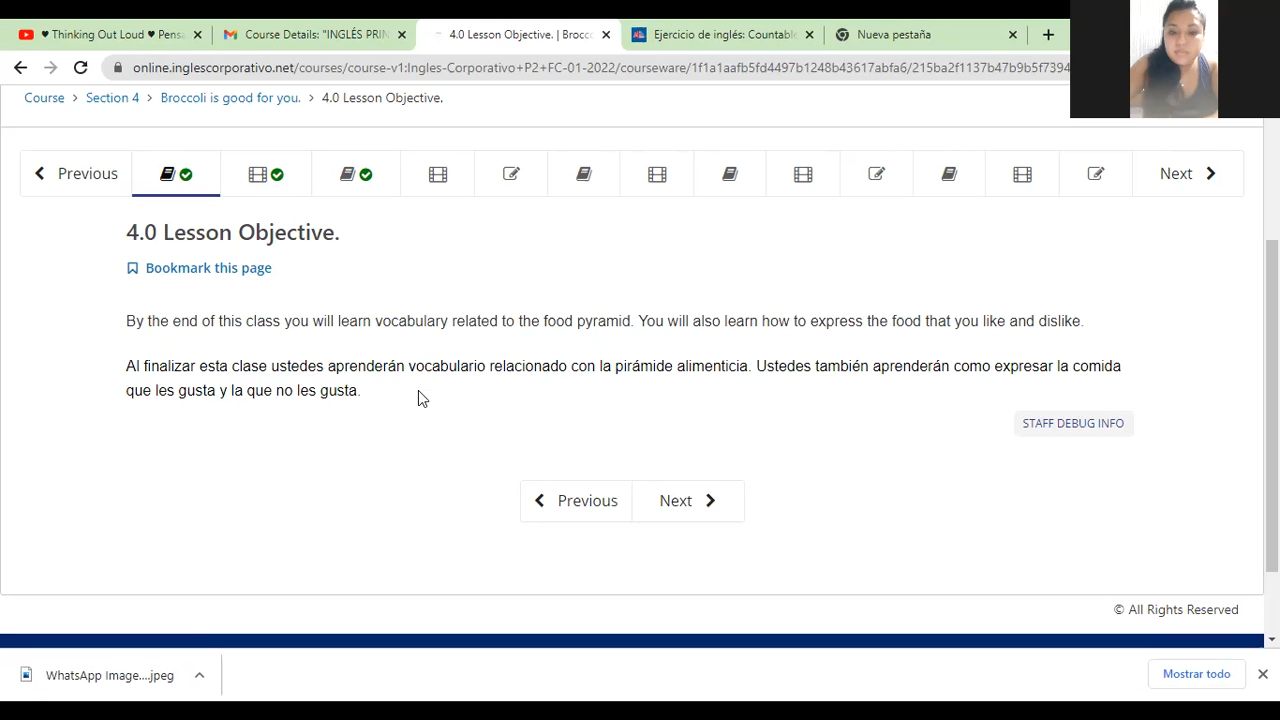 ♥ Thinking Out Loud ♥ Pensa
Course Details: "INGLÉS PRIN
4.0 Lesson Objective. | Brocc
Ejercicio de inglés: Countabl
Nueva pestaña
online.inglescorporativo.net/courses/course-v1:Ingles-Corporativo+P2+FC-01-2022/courseware/1f1a1aafb5fd4497b1248b43617abfa6/215ba2f1137b47b9b5f7394
Course > Section 4 > Broccoli is good for you. > 4.0 Lesson Objective.
Previous
Next
4.0 Lesson Objective.
Bookmark this page
By the end of this class you will learn vocabulary related to the food pyramid. You will also learn how to express the food that you like and dislike.
Al finalizar esta clase ustedes aprenderán vocabulario relacionado con la pirámide alimenticia. Ustedes también aprenderán como expresar la comida
que les gusta y la que no les gusta.
STAFF DEBUG INFO
Previous
Next
© All Rights Reserved
WhatsApp Image....jpeg
Mostrar todo